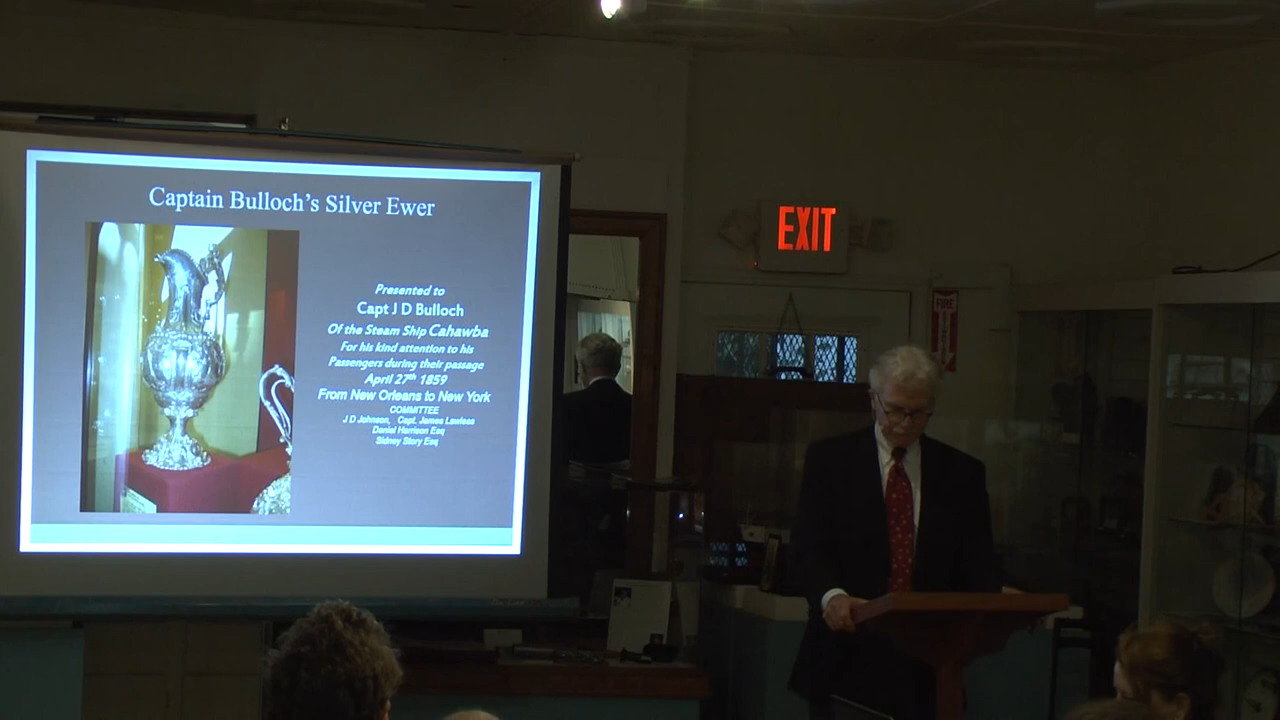 Captain Bulloch's Silver Ewer
Presented to
Capt J D Bulloch
Of the Steam Ship Cahawba
For his kind attention to his
Passengers during their passage
April 27th 1859
From New Orleans to New York
COMMITTEE
J D Johnson, Capt. James Lawless
Daniel Harrison Esq
Sidney Story Esq
EXIT
FIRE